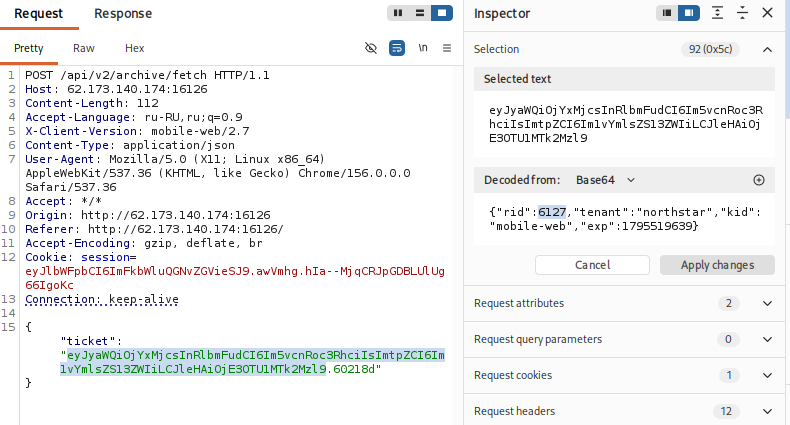 Request Response
Pretty Raw Hex \n
1 POST /api/v2/archive/fetch HTTP/1.1
2 Host: 62.173.140.174:16126
3 Content-Length: 112
4 Accept-Language: ru-RU,ru;q=0.9
5 X-Client-Version: mobile-web/2.7
6 Content-Type: application/json
7 User-Agent: Mozilla/5.0 (X11; Linux x86_64)
AppleWebKit/537.36 (KHTML, like Gecko) Chrome/156.0.0.0
Safari/537.36
8 Accept: */*
9 Origin: http://62.173.140.174:16126
10 Referer: http://62.173.140.174:16126/
11 Accept-Encoding: gzip, deflate, br
12 Cookie: session=
eyJlbWFpbCI6ImFkbWluQGNvZGVieSJ9.awVmhg.hIa--MjqCRJpGDBLUlUg
66IgoKc
13 Connection: keep-alive
14
15 {
"ticket":
"eyJyaWQiOjYxMjcsInRlbmFudCI6Im5vcnRoc3RhciIsImtpZCI6Im
1vYmlsZS13ZWIiLCJleHAiOjE3OTU1MTk2Mzl9.60218d"
}
Inspector
Selection 92 (0x5c)
Selected text
eyJyaWQiOjYxMjcsInRlbmFudCI6Im5vcnRoc3R
hciIsImtpZCI6Im1vYmlsZS13ZWIiLCJleHAiOj
E3OTU1MTk2Mzl9
Decoded from: Base64
{"rid":6127,"tenant":"northstar","kid":
"mobile-web","exp":1795519639}
Cancel Apply changes
Request attributes 2
Request query parameters 0
Request cookies 1
Request headers 12